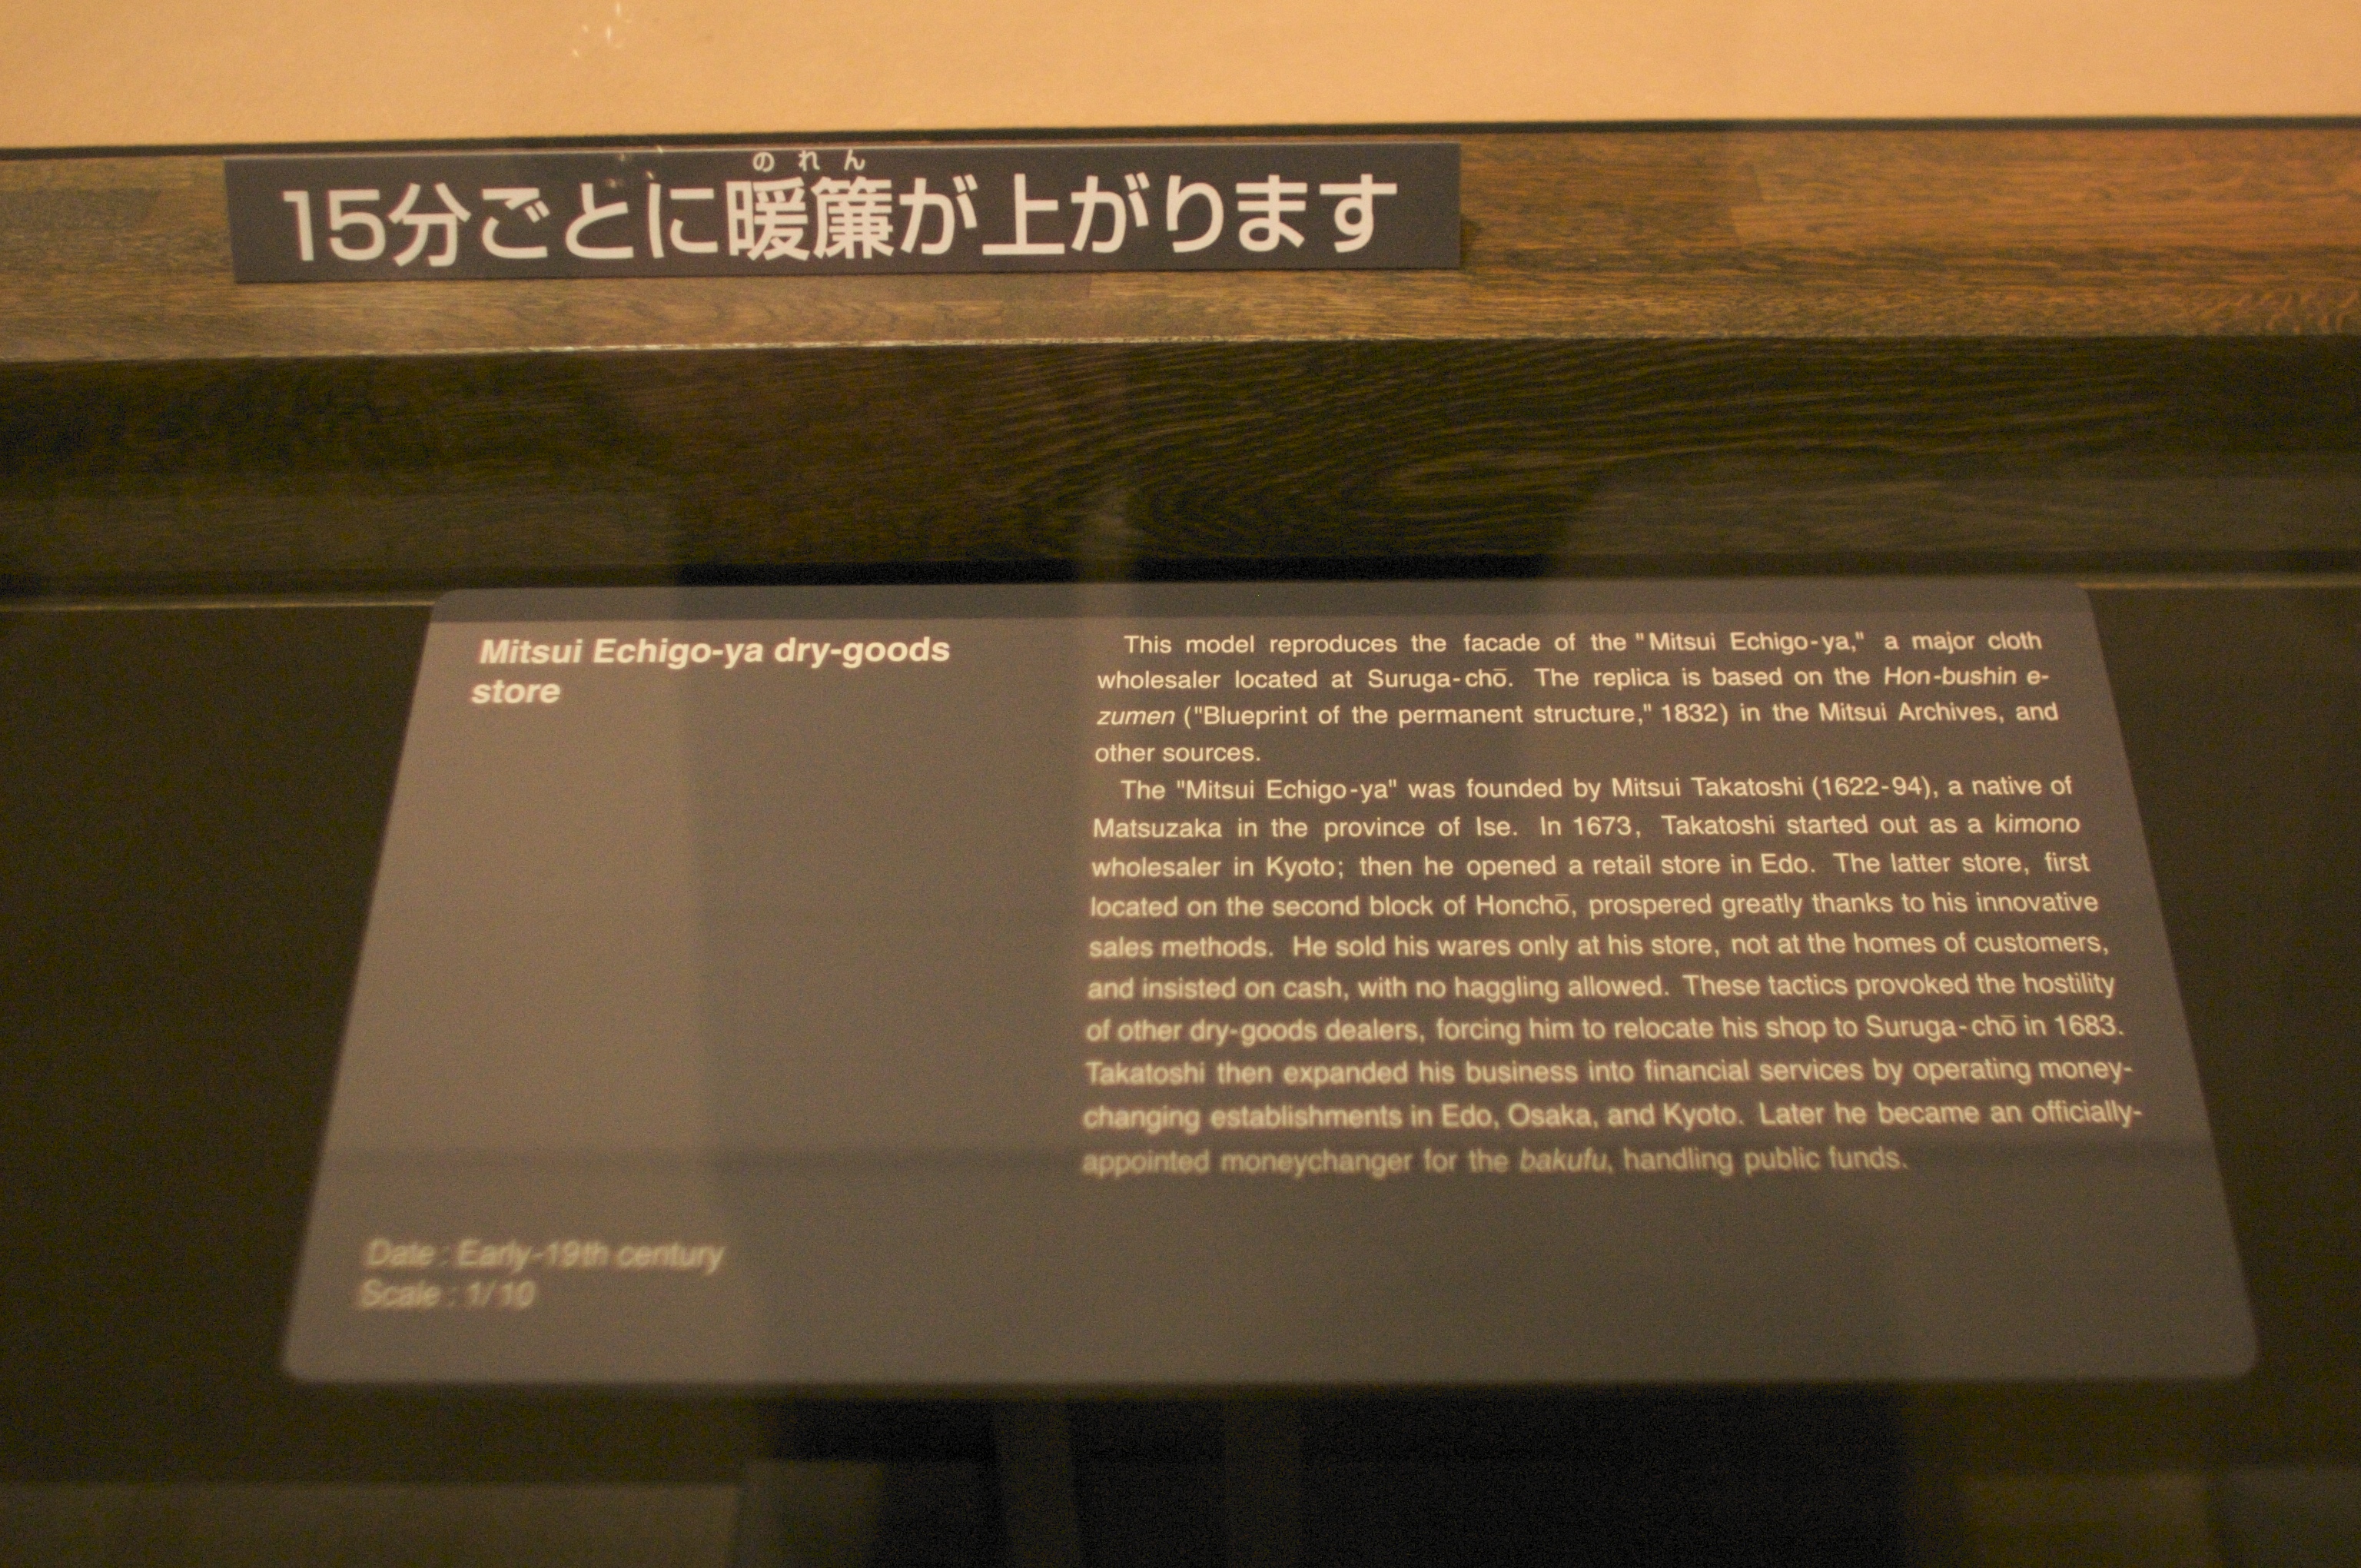 のれん
15分ごとに暖簾が上がります
Mitsui Echigo-ya dry-goods
store
This model reproduces the facade of the "Mitsui Echigo-ya," a major cloth
wholesaler located at Suruga-chō. The replica is based on the Hon-bushin e-
zumen ("Blueprint of the permanent structure," 1832) in the Mitsui Archives, and
other sources.
The "Mitsui Echigo-ya" was founded by Mitsui Takatoshi (1622-94), a native of
Matsuzaka in the province of Ise. In 1673, Takatoshi started out as a kimono
wholesaler in Kyoto; then he opened a retail store in Edo. The latter store, first
located on the second block of Honchō, prospered greatly thanks to his innovative
sales methods. He sold his wares only at his store, not at the homes of customers,
and insisted on cash, with no haggling allowed. These tactics provoked the hostility
of other dry-goods dealers, forcing him to relocate his shop to Suruga-chō in 1683.
Takatoshi then expanded his business into financial services by operating money-
changing establishments in Edo, Osaka, and Kyoto. Later he became an officially-
appointed moneychanger for the bakufu, handling public funds.
Date : Early-19th century
Scale : 1/10